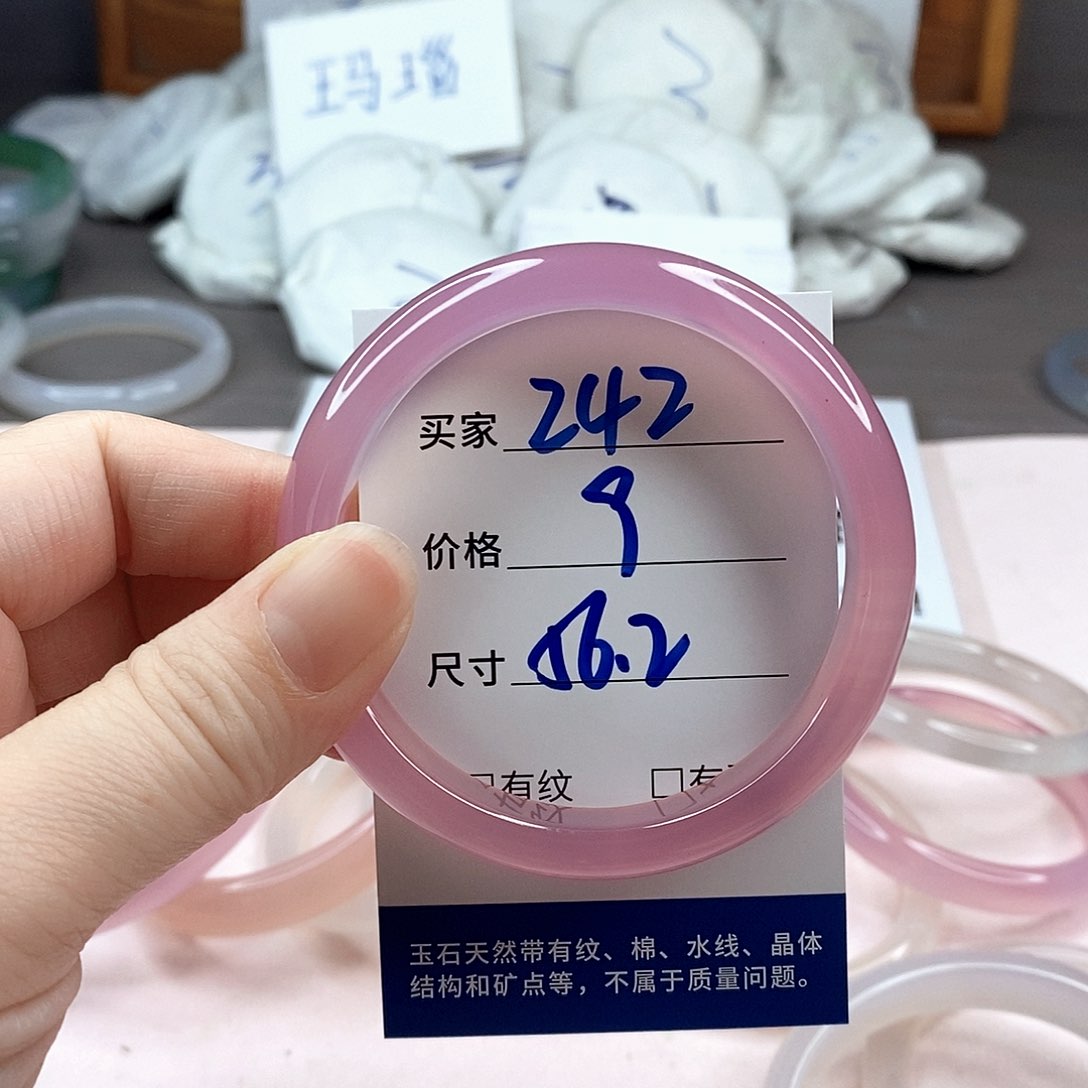 玛瑙
买家 242
价格 9
尺寸 56.2
□有纹 □有
玉石天然带有纹、棉、水线、晶体
结构和矿点等，不属于质量问题。